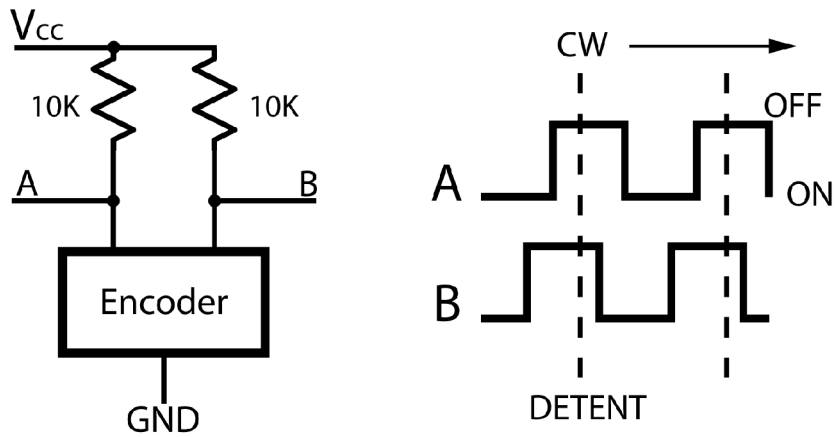 VCC
10K
10K
A
B
Encoder
GND
CW
OFF
A
ON
B
DETENT